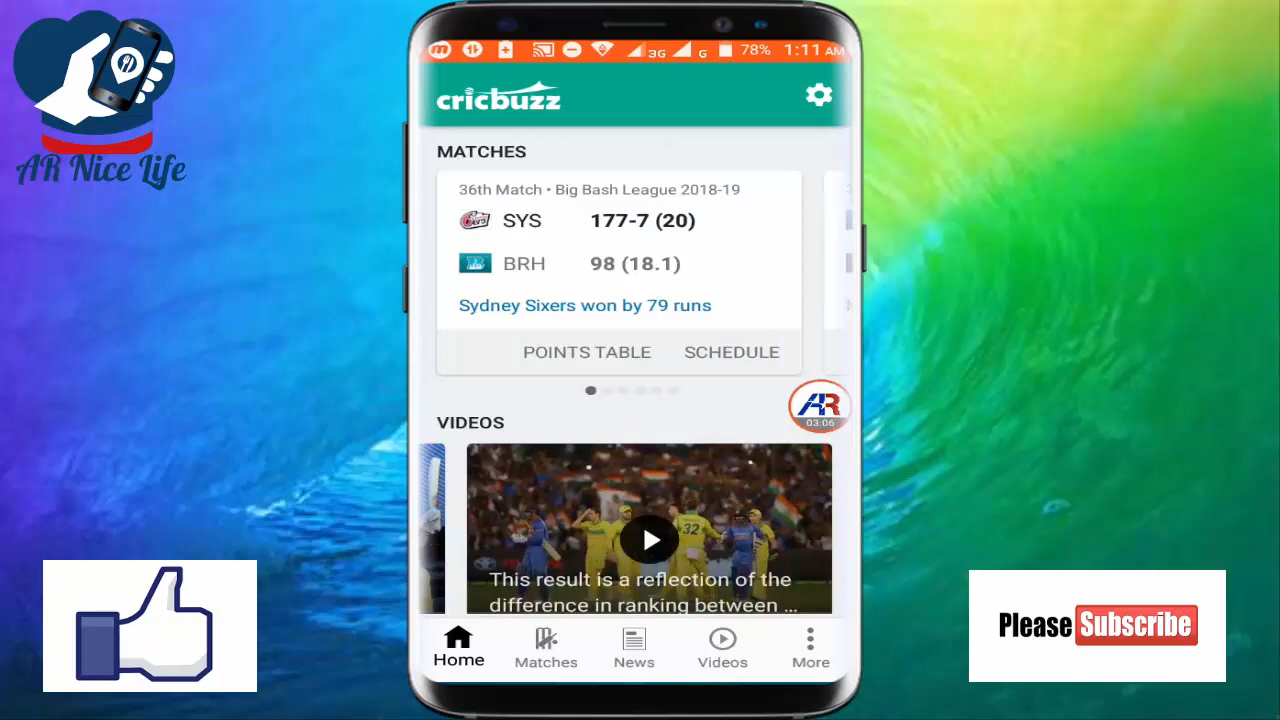 3G G 78% 1:11 AM
AR Nice Life
cricbuzz
MATCHES
36th Match • Big Bash League 2018-19
SYS 177-7 (20)
BRH 98 (18.1)
Sydney Sixers won by 79 runs
POINTS TABLE SCHEDULE
AR
03:06
VIDEOS
32
This result is a reflection of the
difference in ranking between ...
Home Matches News Videos More
Please Subscribe